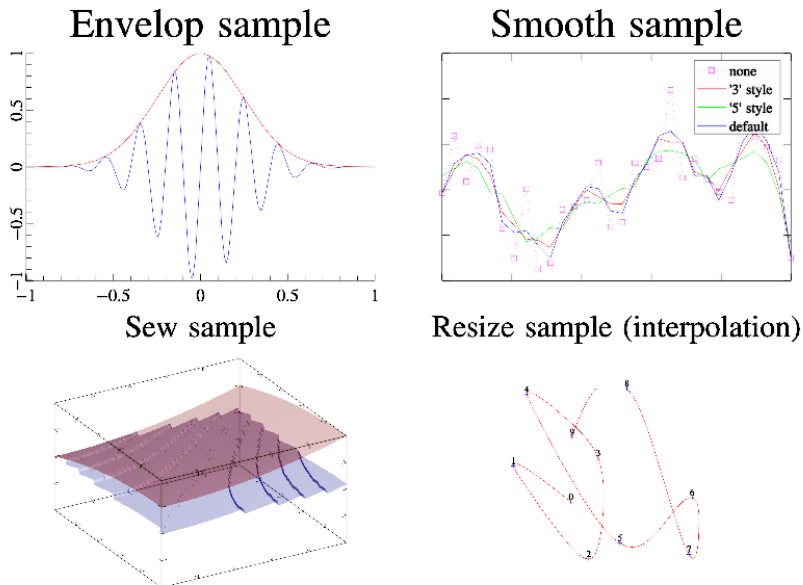 Envelop sample
1
0.5
0
−0.5
−1
−1
−0.5
0
0.5
1
Smooth sample
none
'3' style
'5' style
default
Sew sample
Resize sample (interpolation)
4
8
9
3
1
0
6
5
2
7